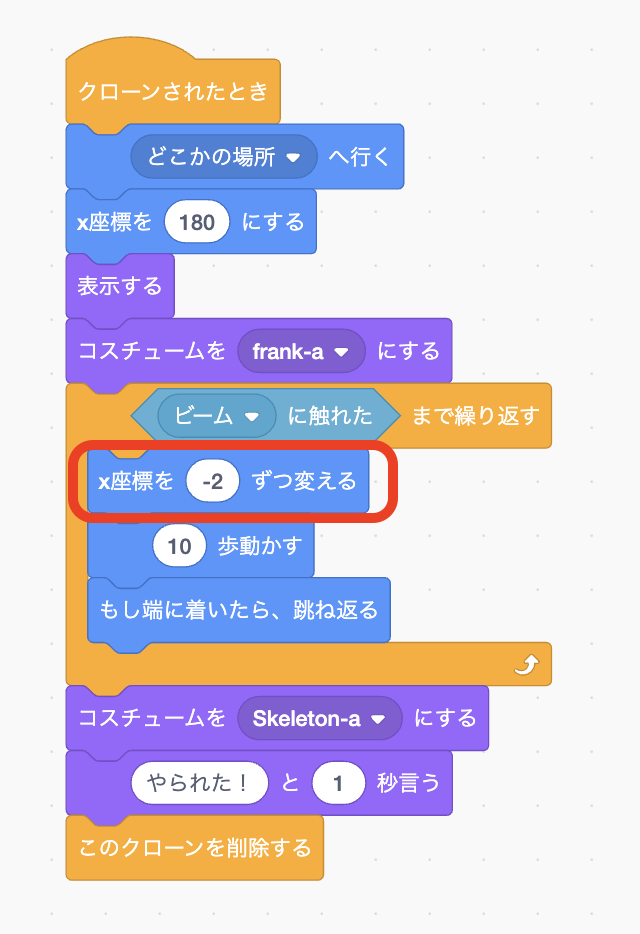 クローンされたとき
どこかの場所 へ行く
x座標を 180 にする
表示する
コスチュームを frank-a にする
ビーム に触れた まで繰り返す
x座標を -2 ずつ変える
10 歩動かす
もし端に着いたら、跳ね返る
コスチュームを Skeleton-a にする
やられた！ と 1 秒言う
このクローンを削除する